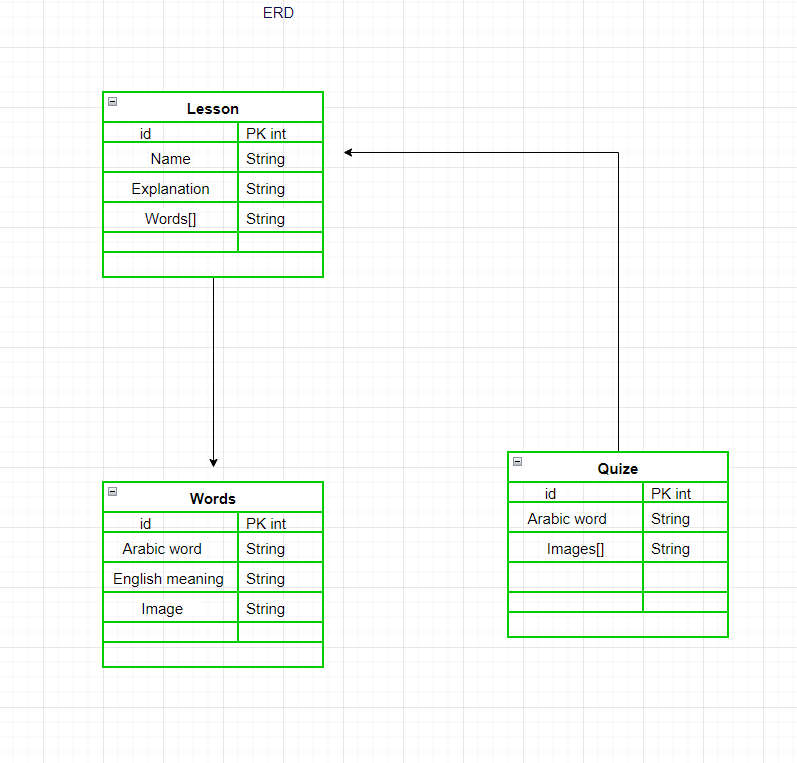 ERD
Lesson
id PK int
Name String
Explanation String
Words[] String
Words
id PK int
Arabic word String
English meaning String
Image String
Quize
id PK int
Arabic word String
Images[] String